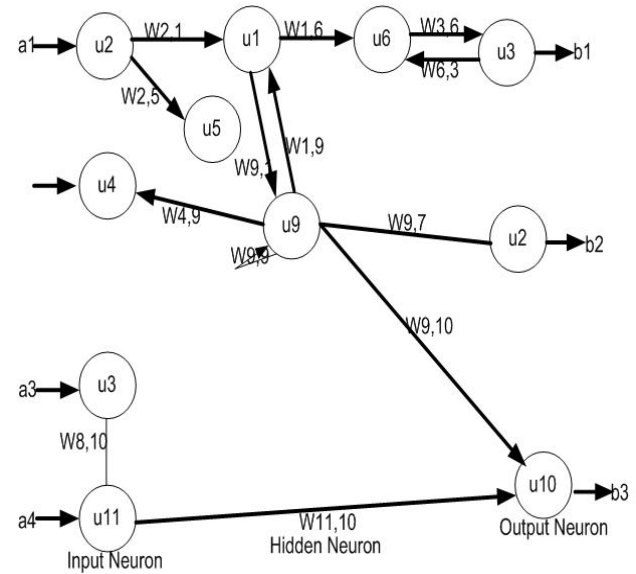 a1
u2
W2,1
u1
W1,6
u6
W3,6
u3
b1
W6,3
W2,5
u5
W9,1
W1,9
u4
W4,9
u9
W9,7
u2
b2
W9,9
W9,10
a3
u3
W8,10
a4
u11
W11,10
u10
b3
Input Neuron
Hidden Neuron
Output Neuron